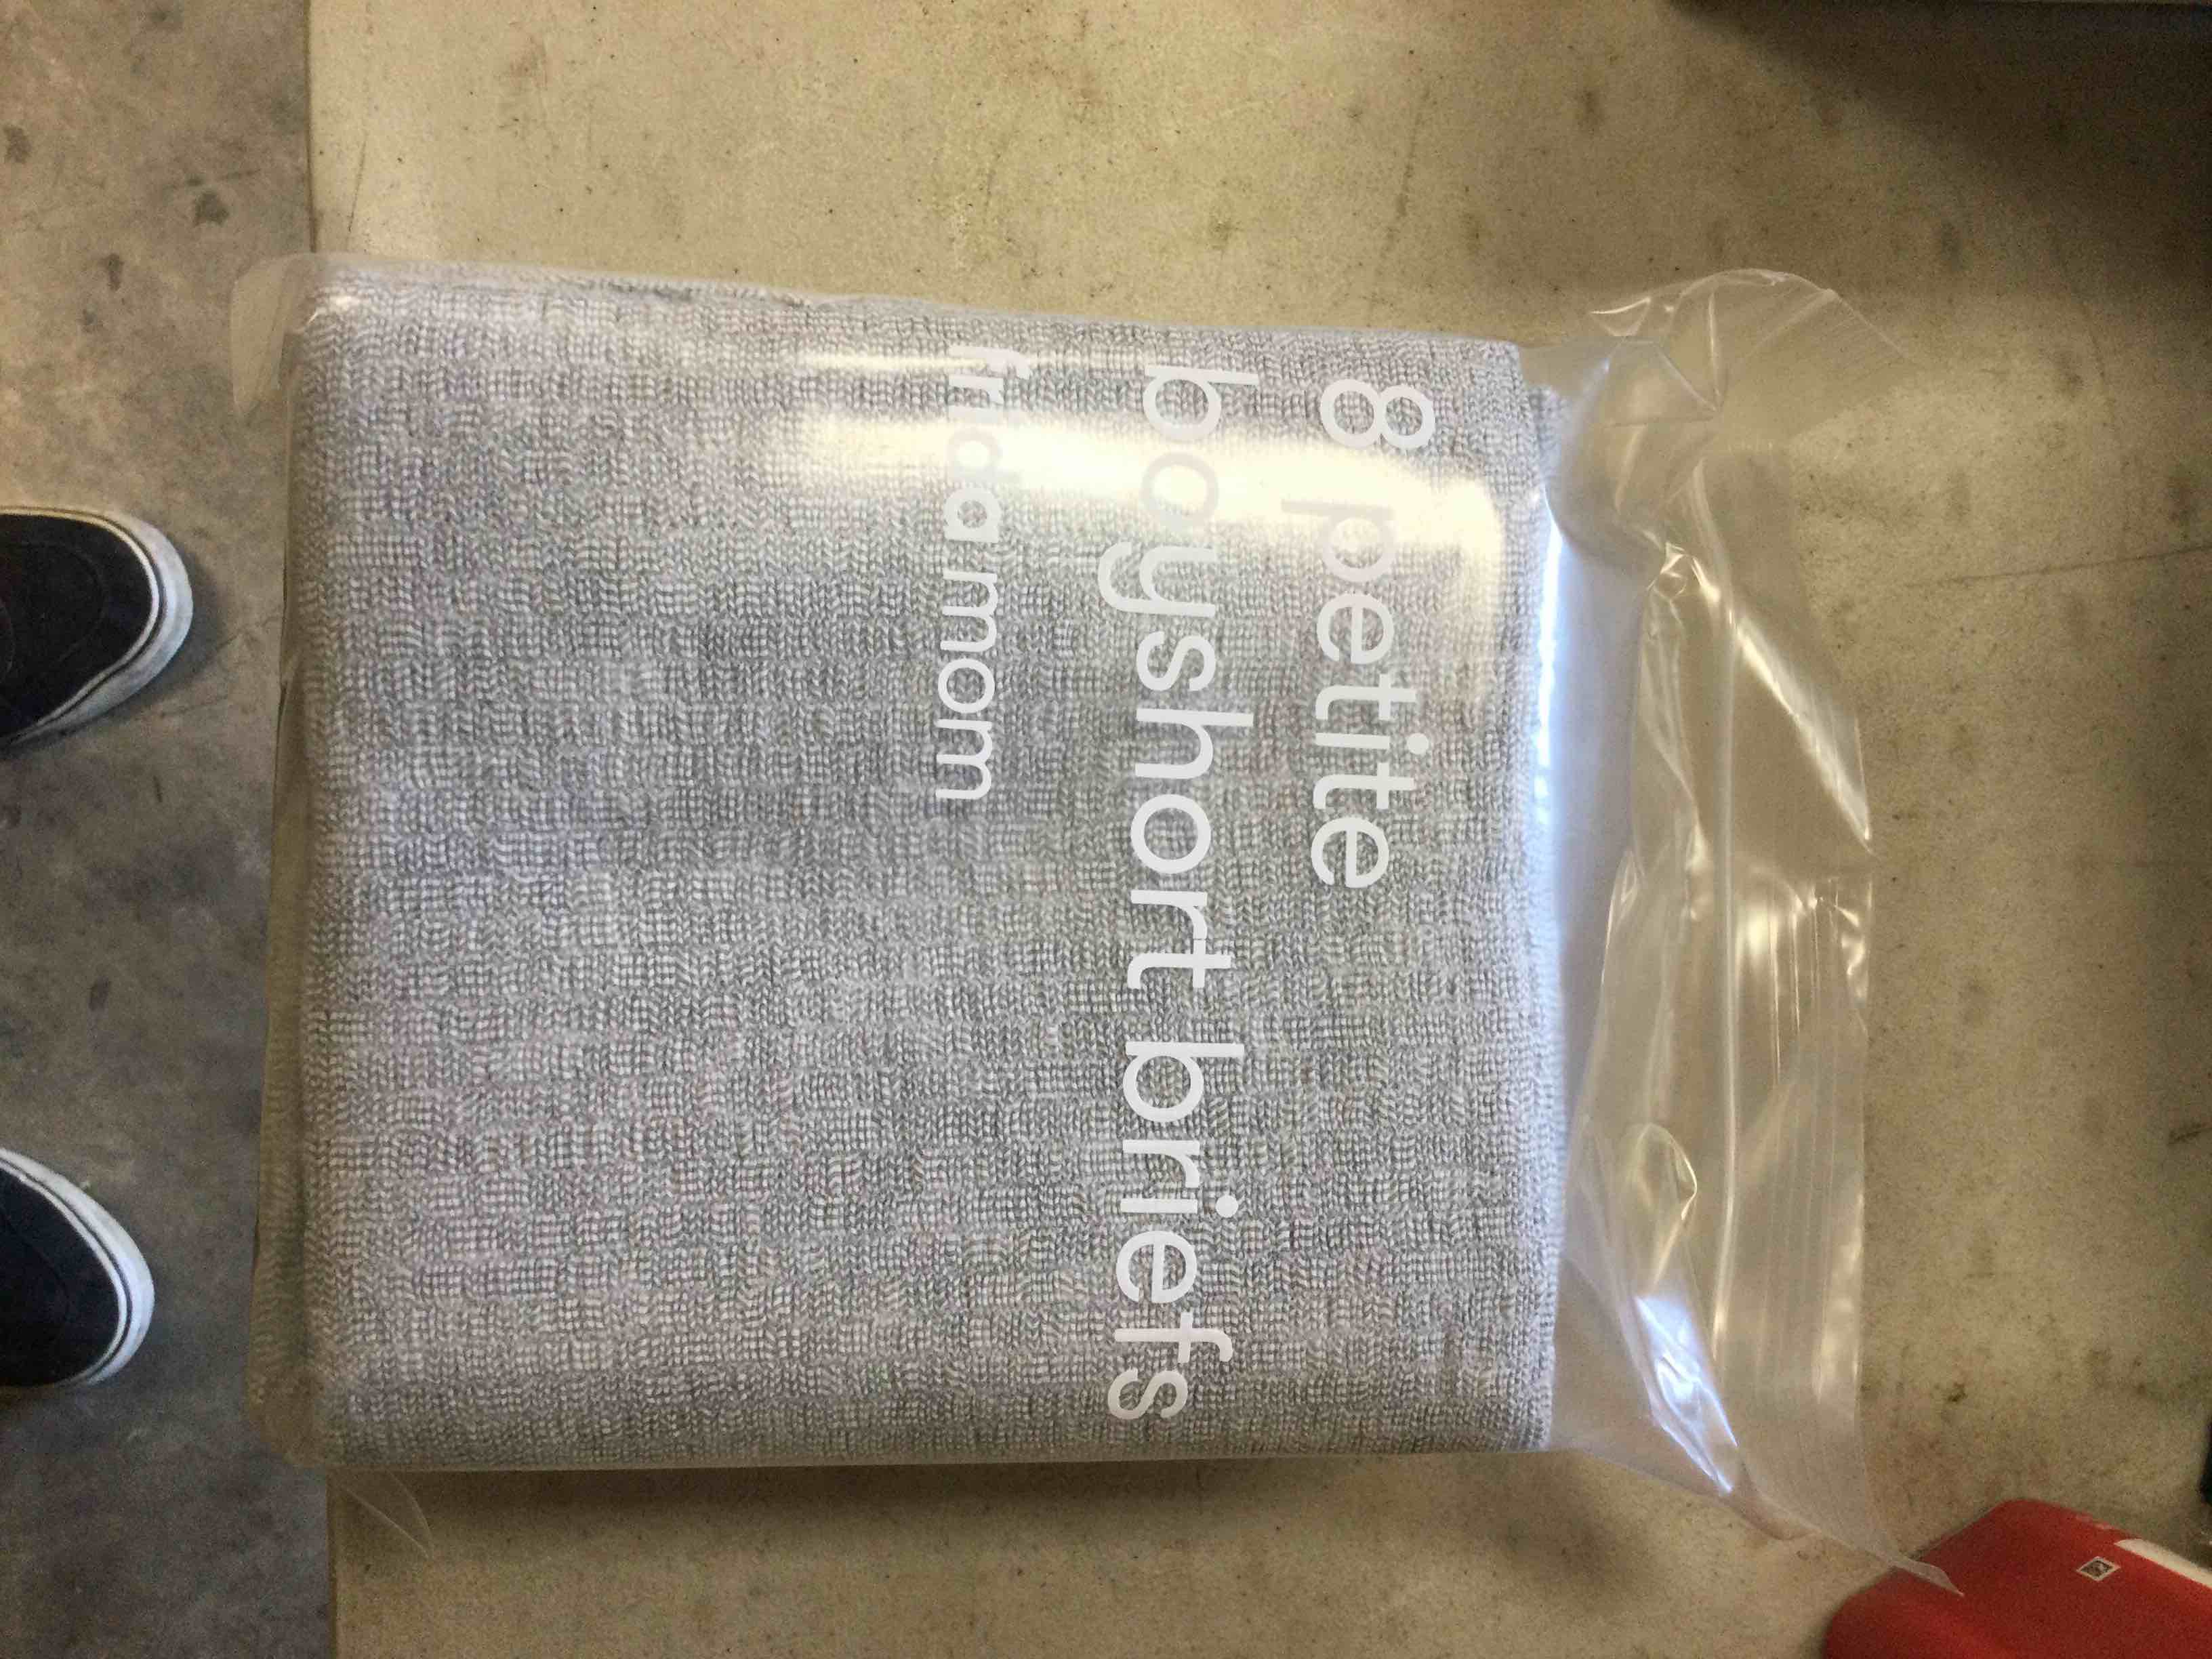 8 petite
boyshort briefs
frida mom